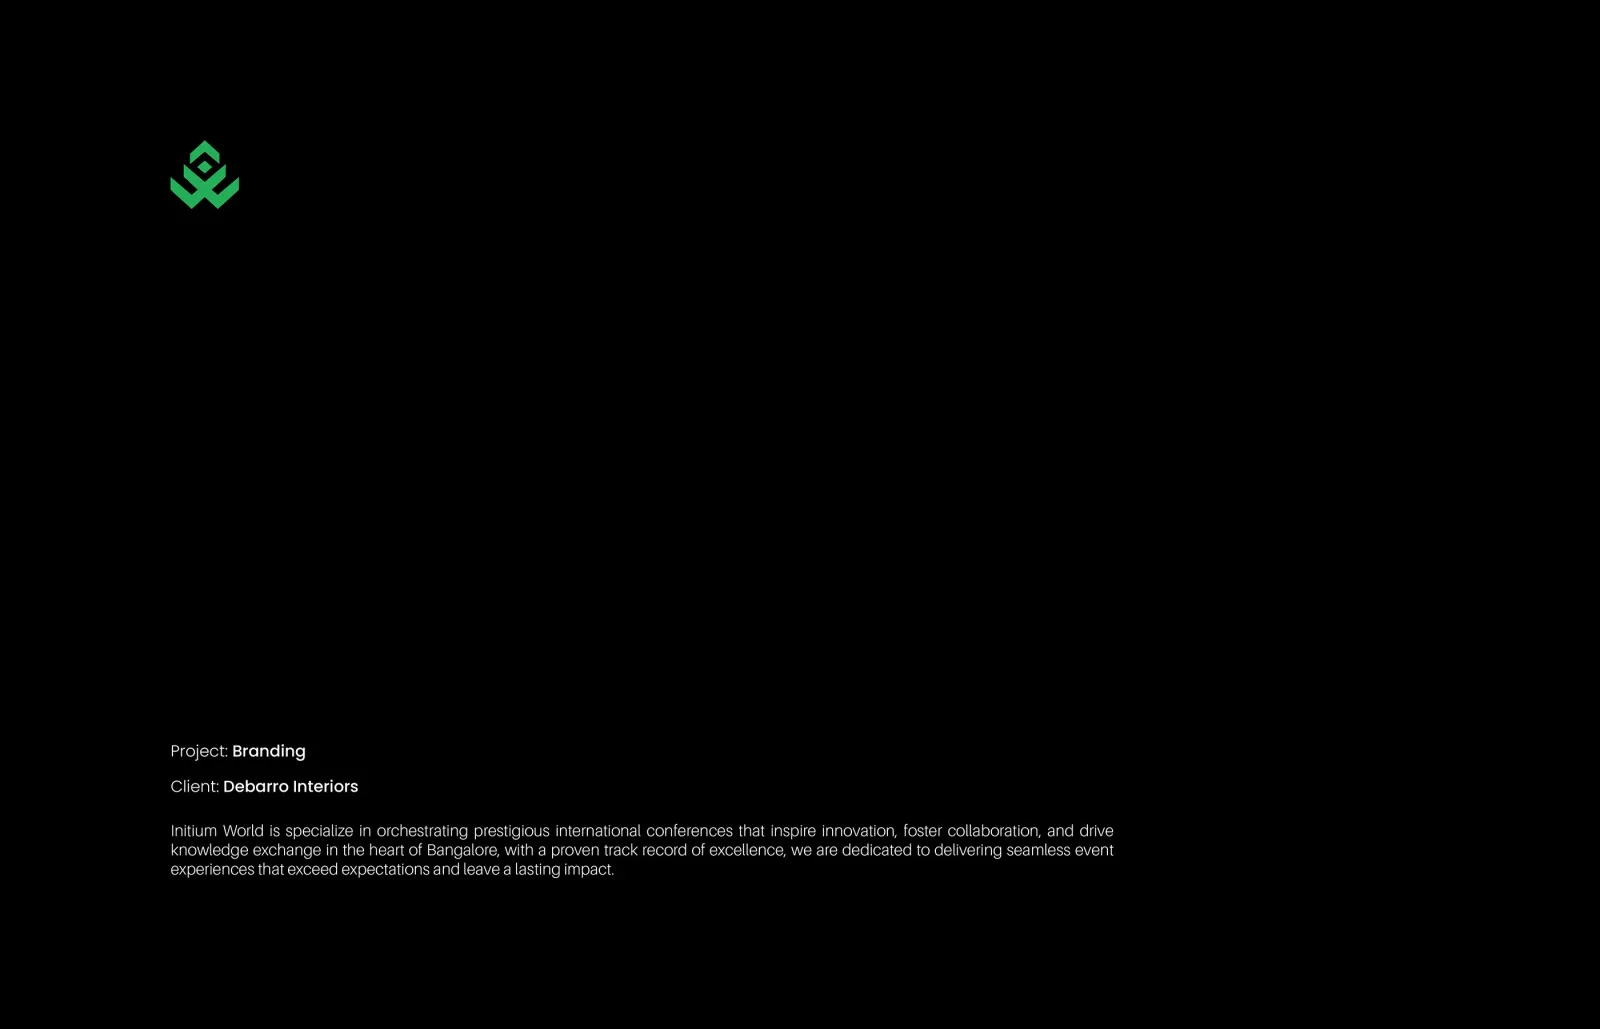 Project: Branding
Client: Debarro Interiors
Initium World is specialize in orchestrating prestigious international conferences that inspire innovation, foster collaboration, and drive
knowledge exchange in the heart of Bangalore, with a proven track record of excellence, we are dedicated to delivering seamless event
experiences that exceed expectations and leave a lasting impact.